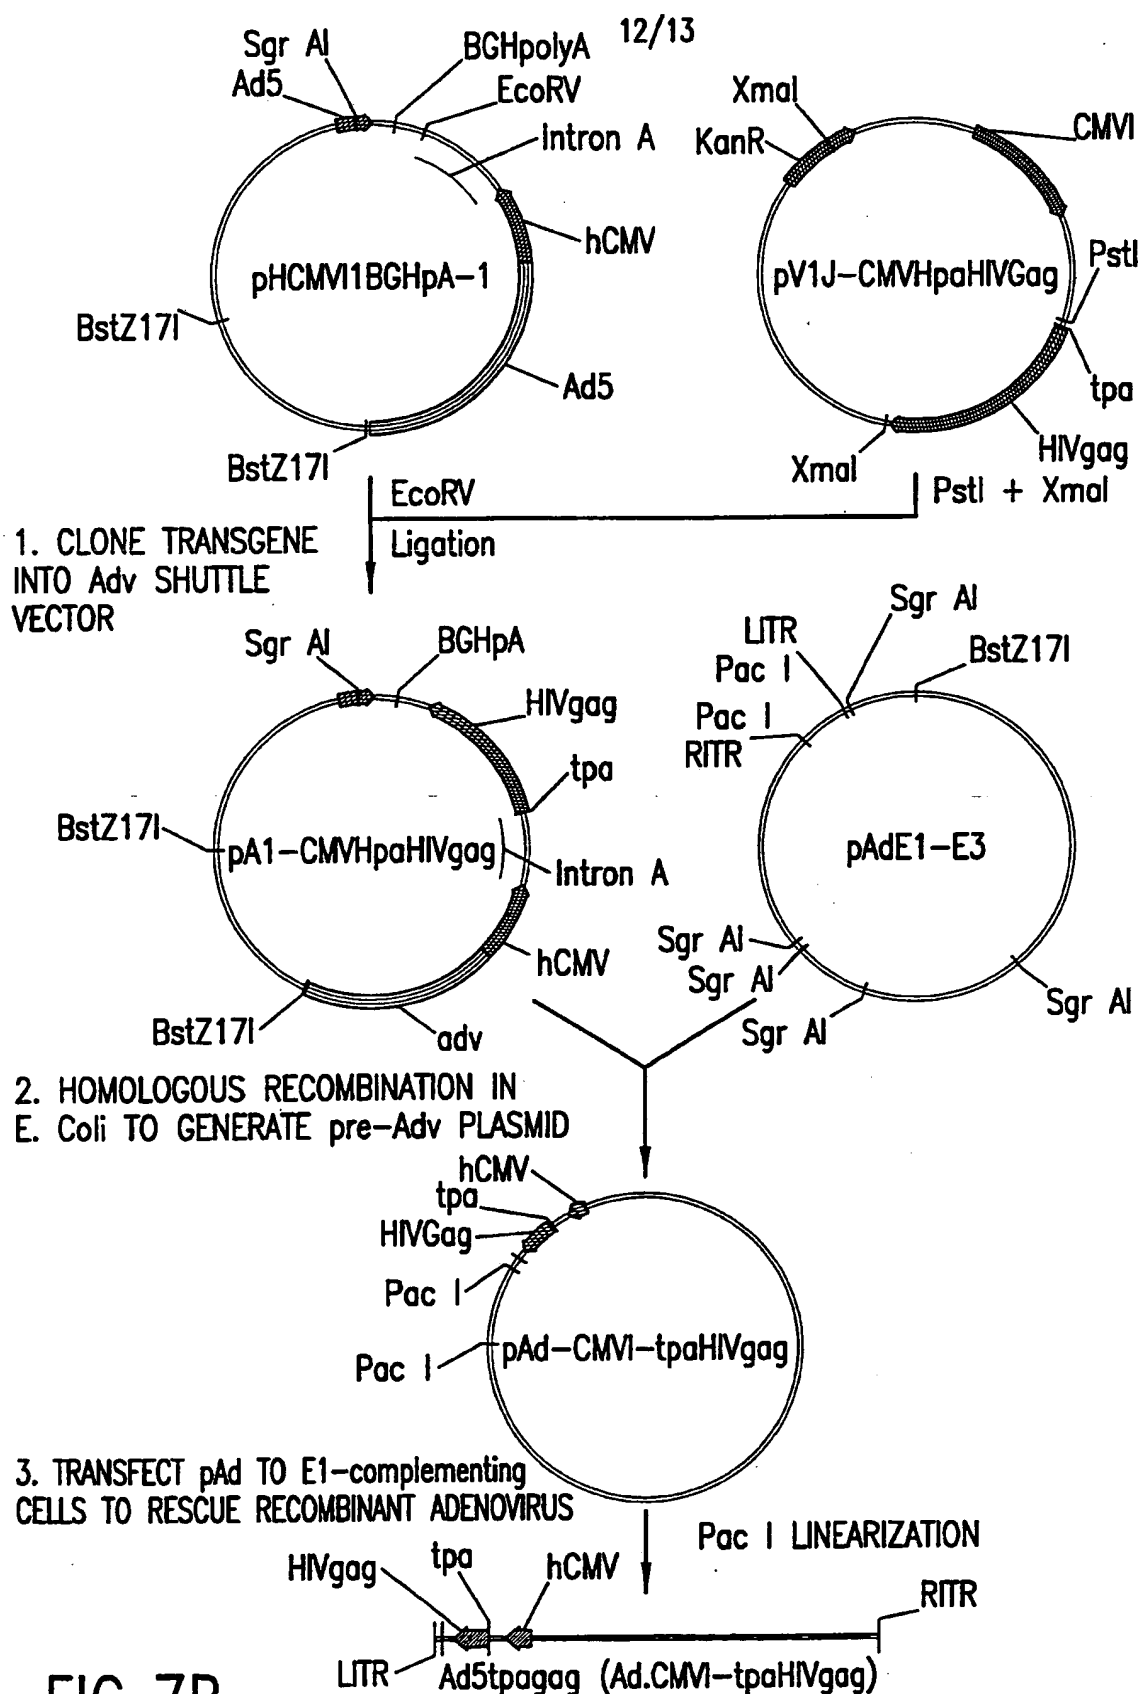 12/13
Sgr AI
BGHpolyA
Ad5
EcoRV
Intron A
hCMV
pHCMVI1BGHpA-1
BstZ17I
Ad5
BstZ17I
XmaI
KanR
CMVI
pV1J-CMVHpaHIVGag
PstI
tpa
HIVgag
XmaI
EcoRV
PstI + XmaI
Ligation
1. CLONE TRANSGENE
INTO Adv SHUTTLE
VECTOR
Sgr AI
BGHpA
HIVgag
tpa
BstZ17I
pA1-CMVHpaHIVgag
Intron A
hCMV
BstZ17I
adv
Sgr AI
LITR
Pac I
BstZ17I
Pac I
RITR
pAdE1-E3
Sgr AI
Sgr AI
Sgr AI
Sgr AI
2. HOMOLOGOUS RECOMBINATION IN
E. Coli TO GENERATE pre-Adv PLASMID
hCMV
tpa
HIVGag
Pac I
Pac I
pAd-CMVI-tpaHIVgag
3. TRANSFECT pAd TO E1-complementing
CELLS TO RESCUE RECOMBINANT ADENOVIRUS
Pac I LINEARIZATION
HIVgag
tpa
hCMV
RITR
LITR
Ad5tpagag (Ad.CMVI-tpaHIVgag)
FIG. 7B